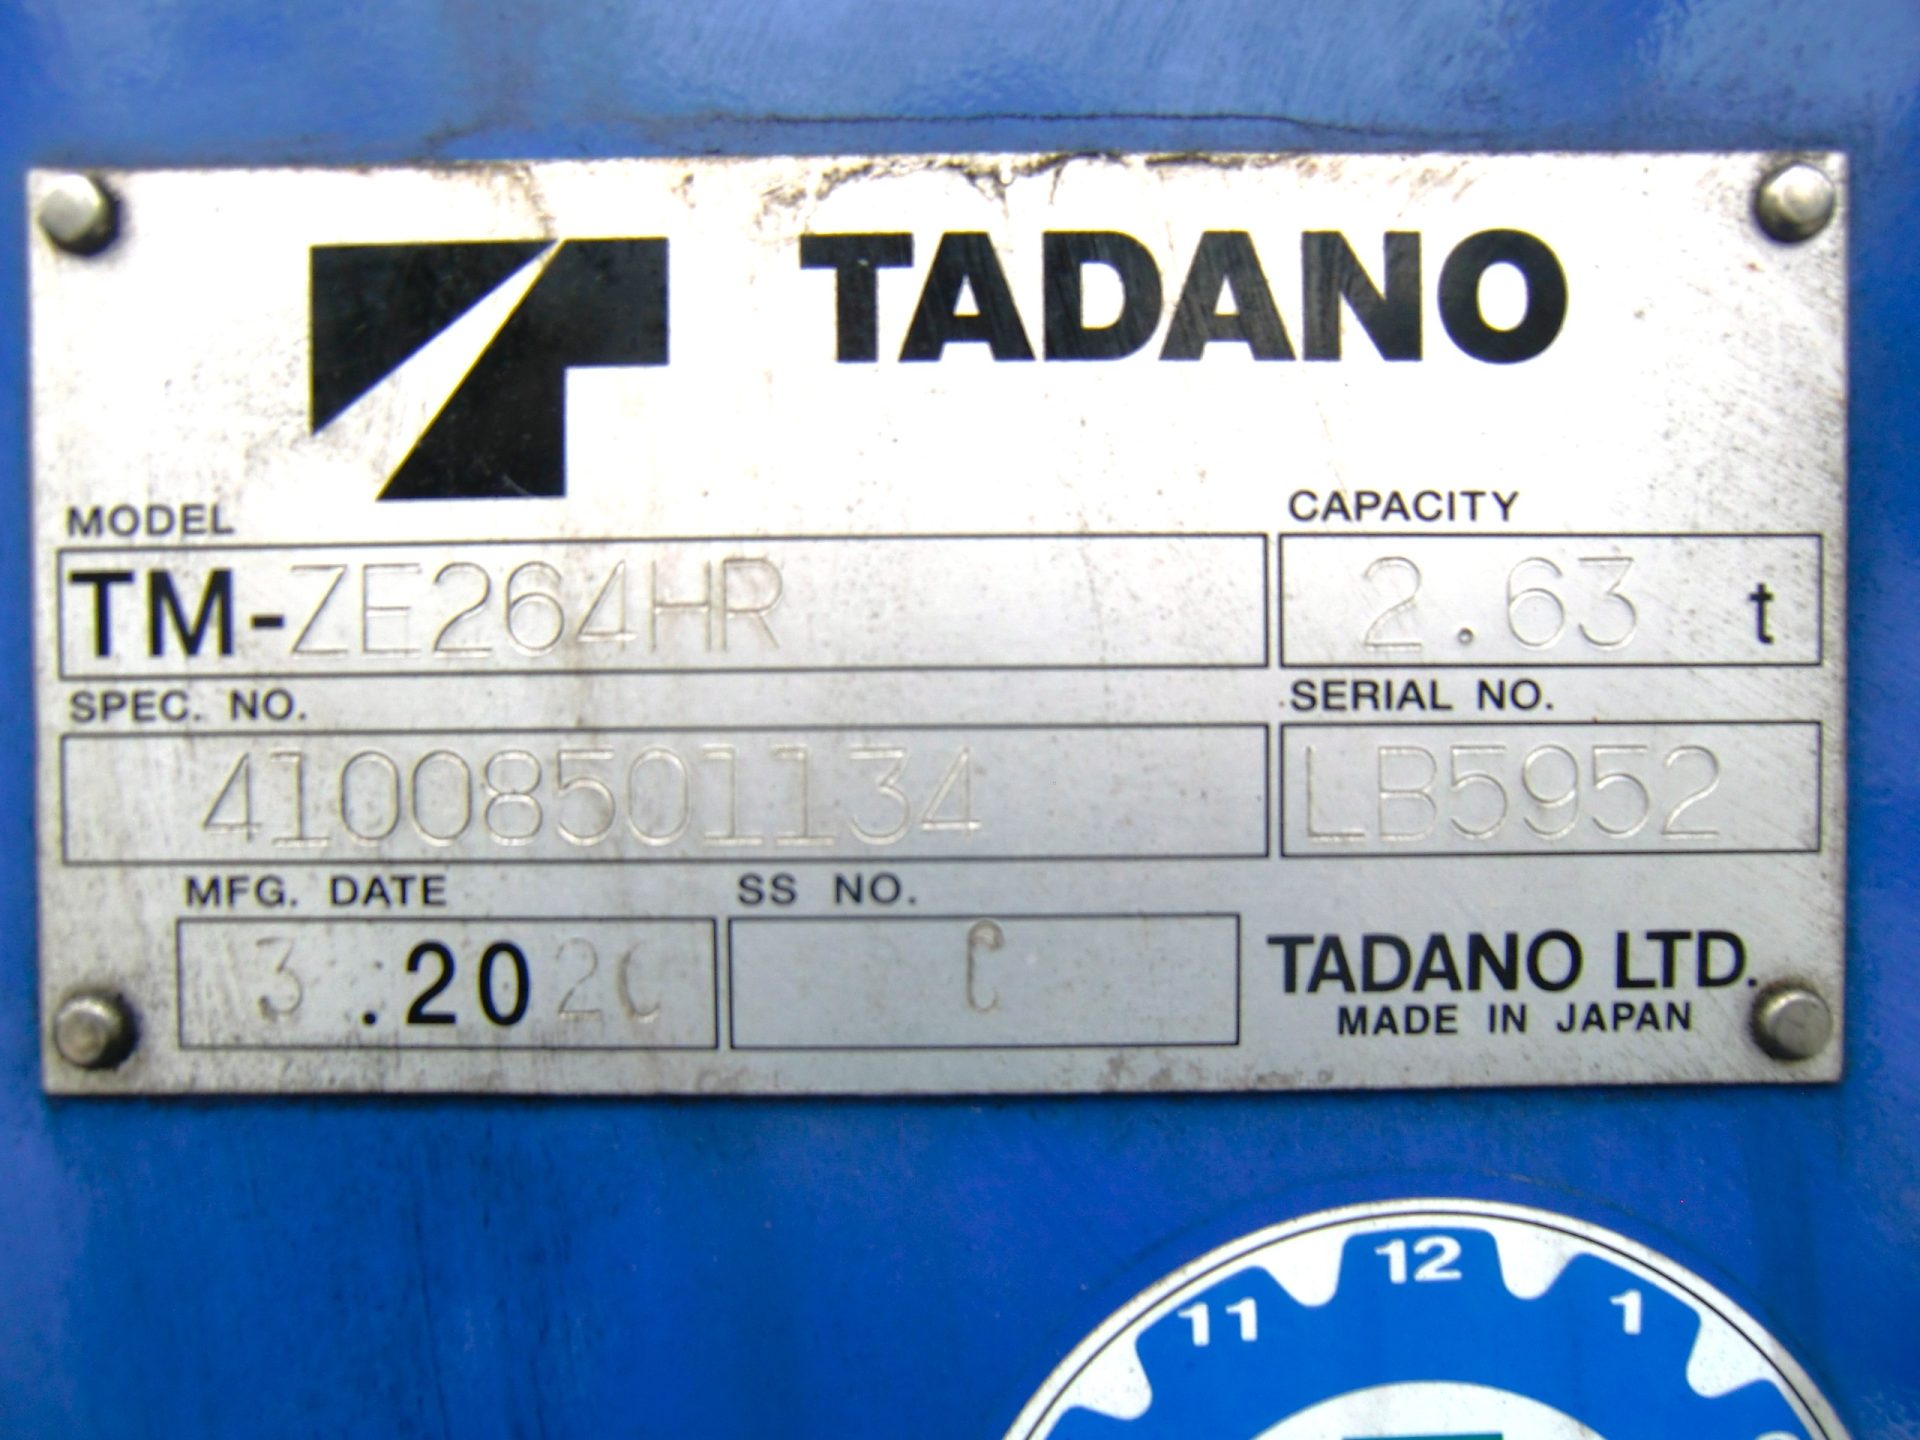 TADANO
MODEL CAPACITY
TM-ZE264HR 2.63 t
SPEC. NO. SERIAL NO.
41008501134 LB5952
MFG. DATE SS NO.
3 .20
TADANO LTD.
MADE IN JAPAN
11 12 1